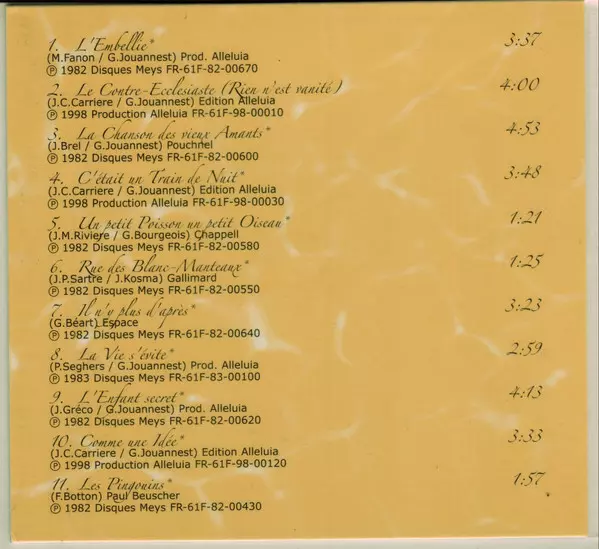 1. L'Embellie* 3:37
(M.Fanon / G.Jouannest) Prod. Alleluia
℗ 1982 Disques Meys FR-61F-82-00670
2. Le Contre-Ecclesiaste (Rien n'est vanité) 4:00
(J.C.Carriere / G.Jouannest) Edition Alleluia
℗ 1998 Production Alleluia FR-61F-98-00010
3. La Chanson des vieux Amants* 4:53
(J.Brel / G.Jouannest) Pouchnel
℗ 1982 Disques Meys FR-61F-82-00600
4. C'était un Train de Nuit* 3:48
(J.C.Carriere / G.Jouannest) Edition Alleluia
℗ 1998 Production Alleluia FR-61F-98-00030
5. Un petit Poisson un petit Oiseau* 1:21
(J.M.Riviere / G.Bourgeois) Chappell
℗ 1982 Disques Meys FR-61F-82-00580
6. Rue des Blanc-Manteaux* 1:25
(J.P.Sartre / J.Kosma) Gallimard
℗ 1982 Disques Meys FR-61F-82-00550
7. Il n'y plus d'après* 3:23
(G.Béart) Espace
℗ 1982 Disques Meys FR-61F-82-00640
8. La Vie s'évite* 2:59
(P.Seghers / G.Jouannest) Prod. Alleluia
℗ 1983 Disques Meys FR-61F-83-00100
9. L'Enfant secret* 4:13
(J.Gréco / G.Jouannest) Prod. Alleluia
℗ 1982 Disques Meys FR-61F-82-00620
10. Comme une Idée* 3:33
(J.C.Carriere / G.Jouannest) Edition Alleluia
℗ 1998 Production Alleluia FR-61F-98-00120
11. Les Pingouins* 1:57
(F.Botton) Paul Beuscher
℗ 1982 Disques Meys FR-61F-82-00430